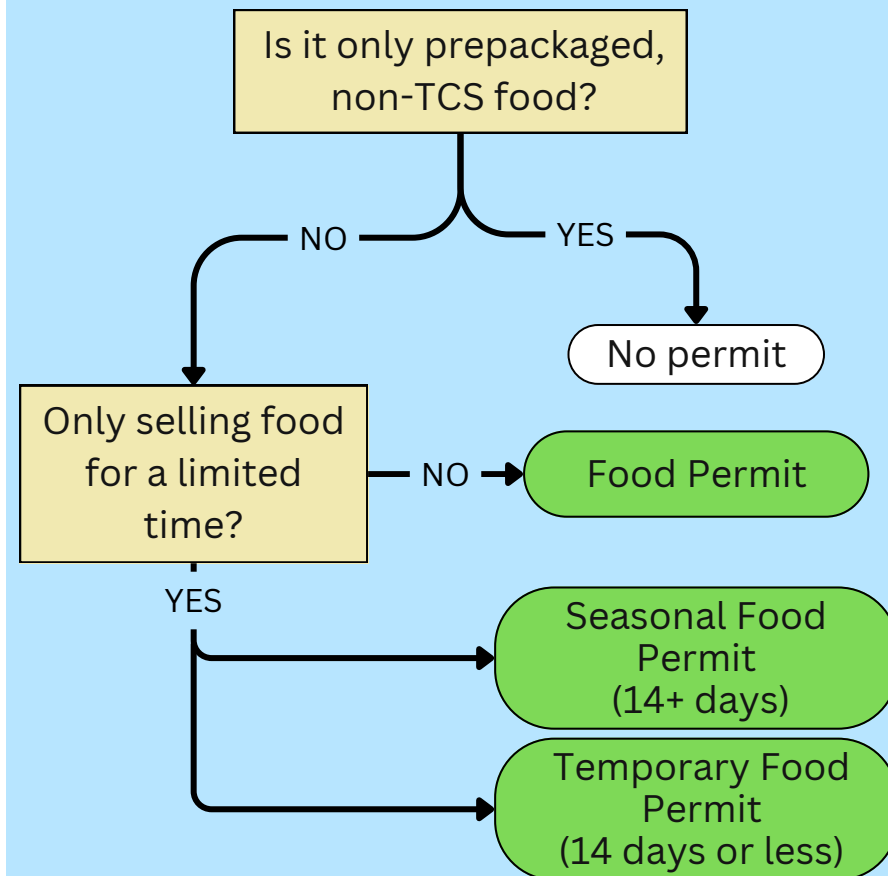 Is it only prepackaged,
non-TCS food?
NO
YES
No permit
Only selling food
for a limited
time?
NO
Food Permit
YES
Seasonal Food
Permit
(14+ days)
Temporary Food
Permit
(14 days or less)